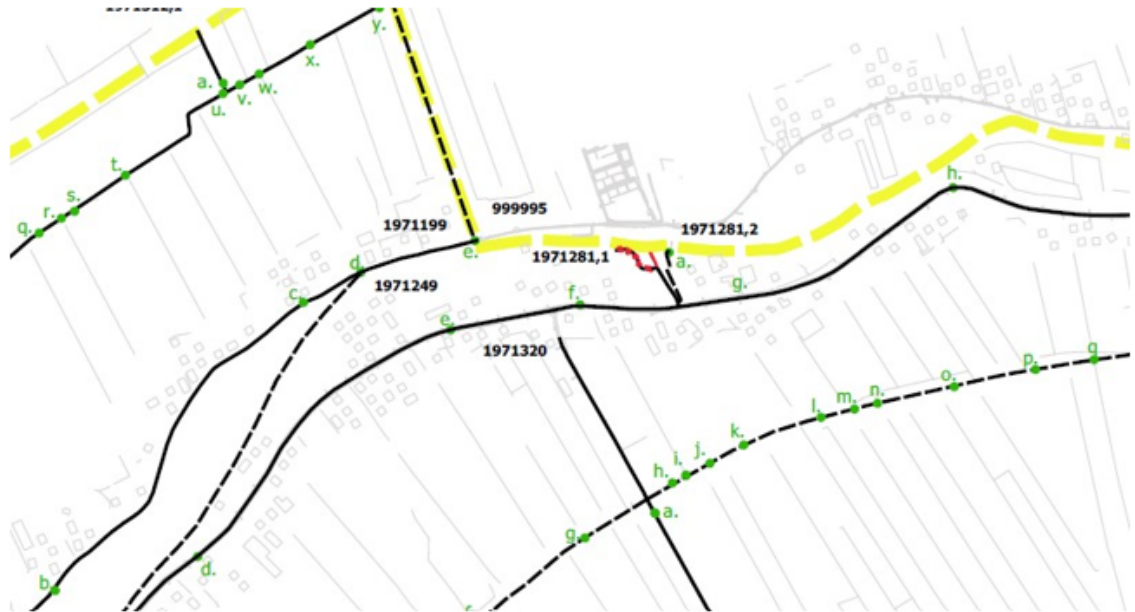 1971312,1
y.
x.
a.
w.
v.
u.
t.
s.
r.
q.
h.
999995
1971199
1971281,2
e.
1971281,1
a.
d.
1971249
g.
c.
f.
e.
1971320
q
p.
o.
n.
m.
l.
k.
j.
i.
h.
a.
g.
d.
b.